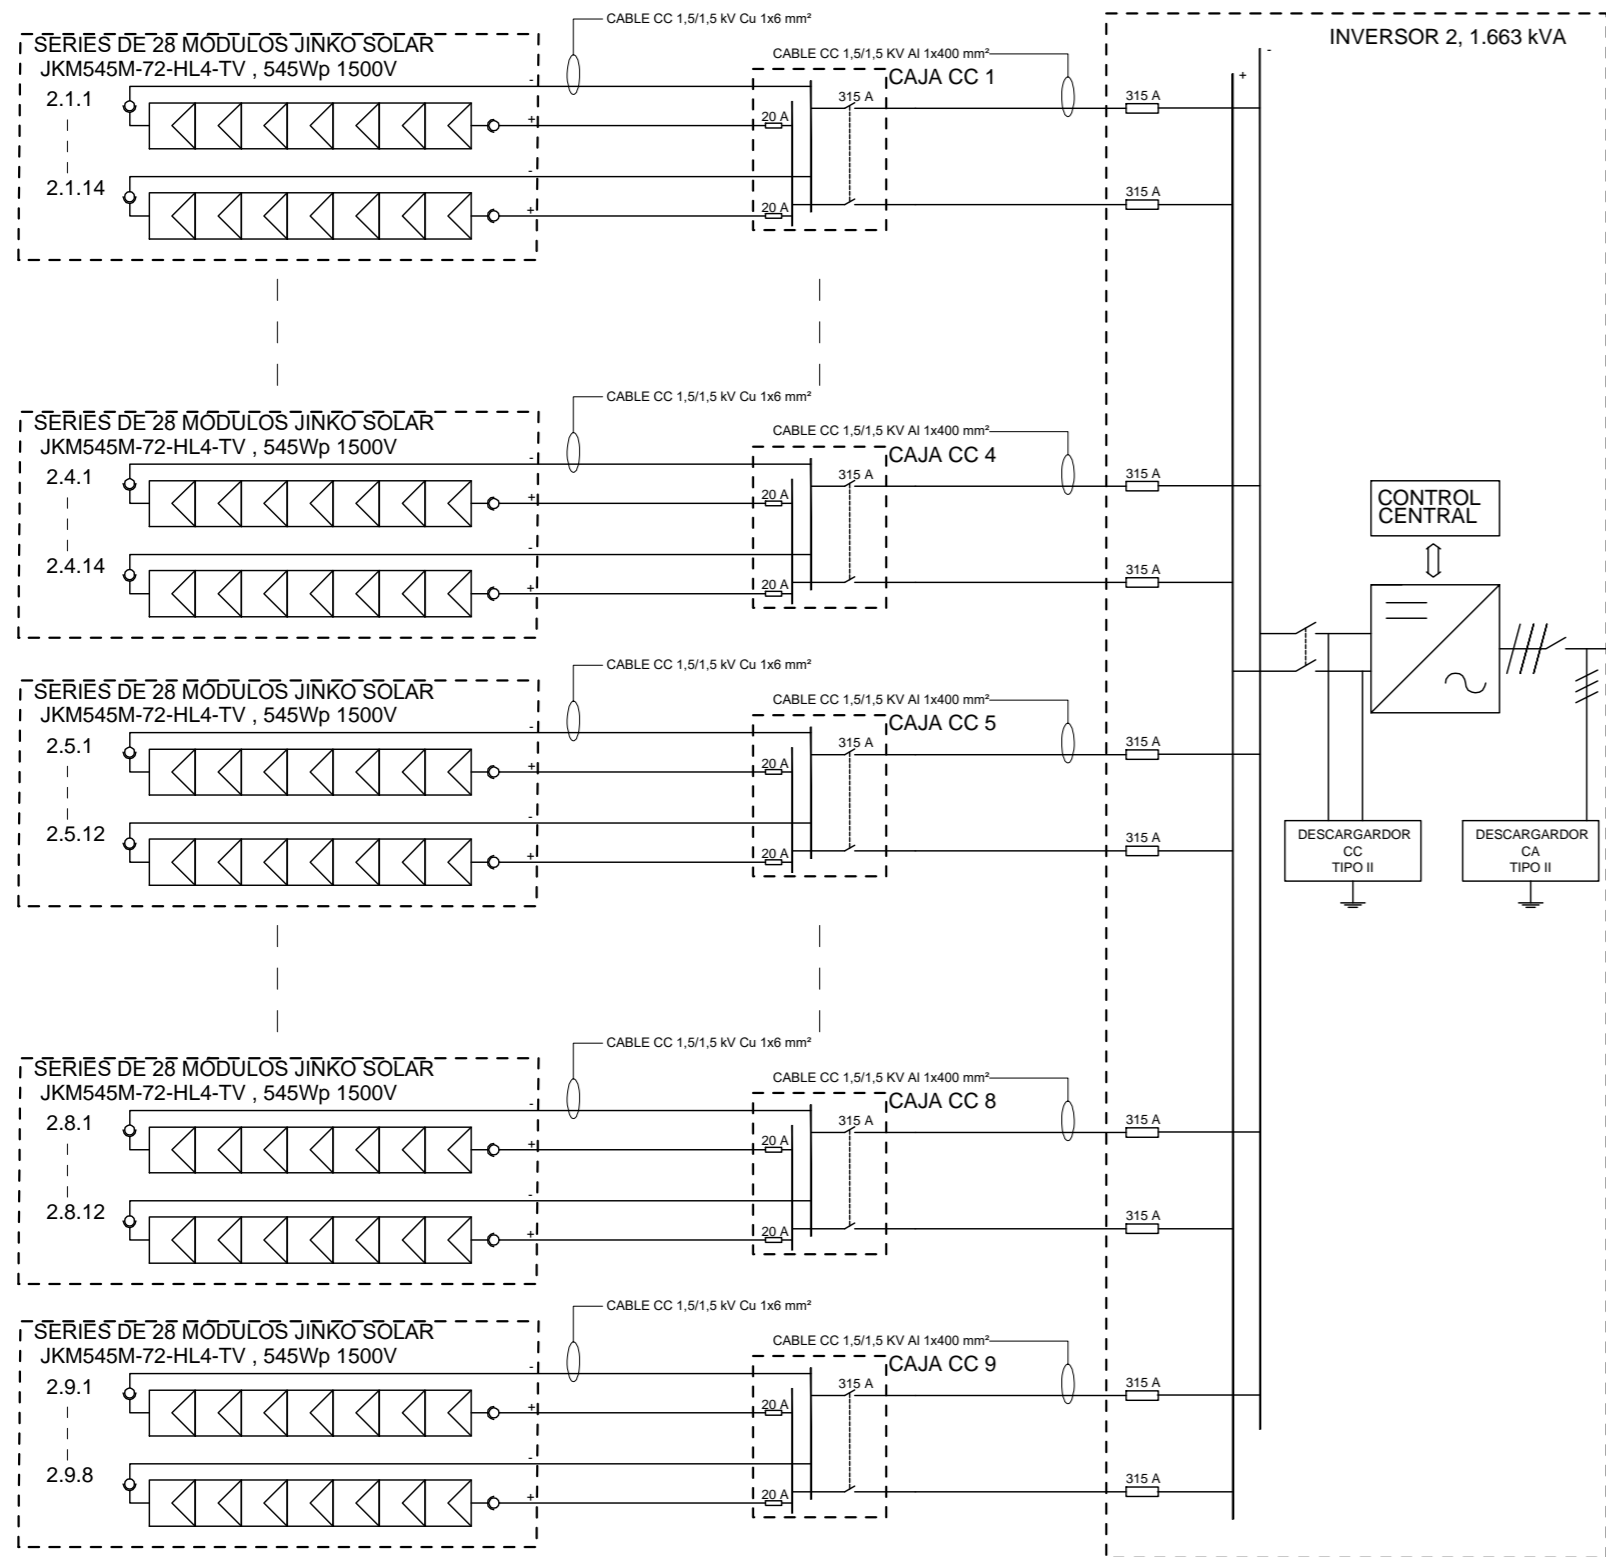 CABLE CC 1,5/1,5 kV Cu 1x6 mm²
SERIES DE 28 MÓDULOS JINKO SOLAR
JKM545M-72-HL4-TV , 545Wp 1500V
CABLE CC 1,5/1,5 KV Al 1x400 mm²
CAJA CC 1
INVERSOR 2, 1.663 kVA
-
+
2.1.1
-
+
20 A
315 A
315 A
2.1.14
-
+
20 A
315 A
CABLE CC 1,5/1,5 kV Cu 1x6 mm²
SERIES DE 28 MÓDULOS JINKO SOLAR
JKM545M-72-HL4-TV , 545Wp 1500V
CABLE CC 1,5/1,5 KV Al 1x400 mm²
CAJA CC 4
2.4.1
-
+
20 A
315 A
315 A
2.4.14
-
+
20 A
315 A
CONTROL
CENTRAL
CABLE CC 1,5/1,5 kV Cu 1x6 mm²
SERIES DE 28 MÓDULOS JINKO SOLAR
JKM545M-72-HL4-TV , 545Wp 1500V
CABLE CC 1,5/1,5 KV Al 1x400 mm²
CAJA CC 5
2.5.1
-
+
20 A
315 A
315 A
2.5.12
-
+
20 A
315 A
DESCARGARDOR
CC
TIPO II
DESCARGARDOR
CA
TIPO II
CABLE CC 1,5/1,5 kV Cu 1x6 mm²
SERIES DE 28 MÓDULOS JINKO SOLAR
JKM545M-72-HL4-TV , 545Wp 1500V
CABLE CC 1,5/1,5 KV Al 1x400 mm²
CAJA CC 8
2.8.1
-
+
20 A
315 A
315 A
2.8.12
-
+
20 A
315 A
CABLE CC 1,5/1,5 kV Cu 1x6 mm²
SERIES DE 28 MÓDULOS JINKO SOLAR
JKM545M-72-HL4-TV , 545Wp 1500V
CABLE CC 1,5/1,5 KV Al 1x400 mm²
CAJA CC 9
2.9.1
-
+
20 A
315 A
315 A
2.9.8
-
+
20 A
315 A